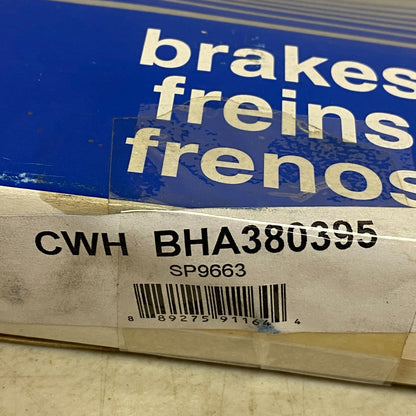 brakes
freins
frenos
CWH BHA380395
SP9663
8 89275 91164 4